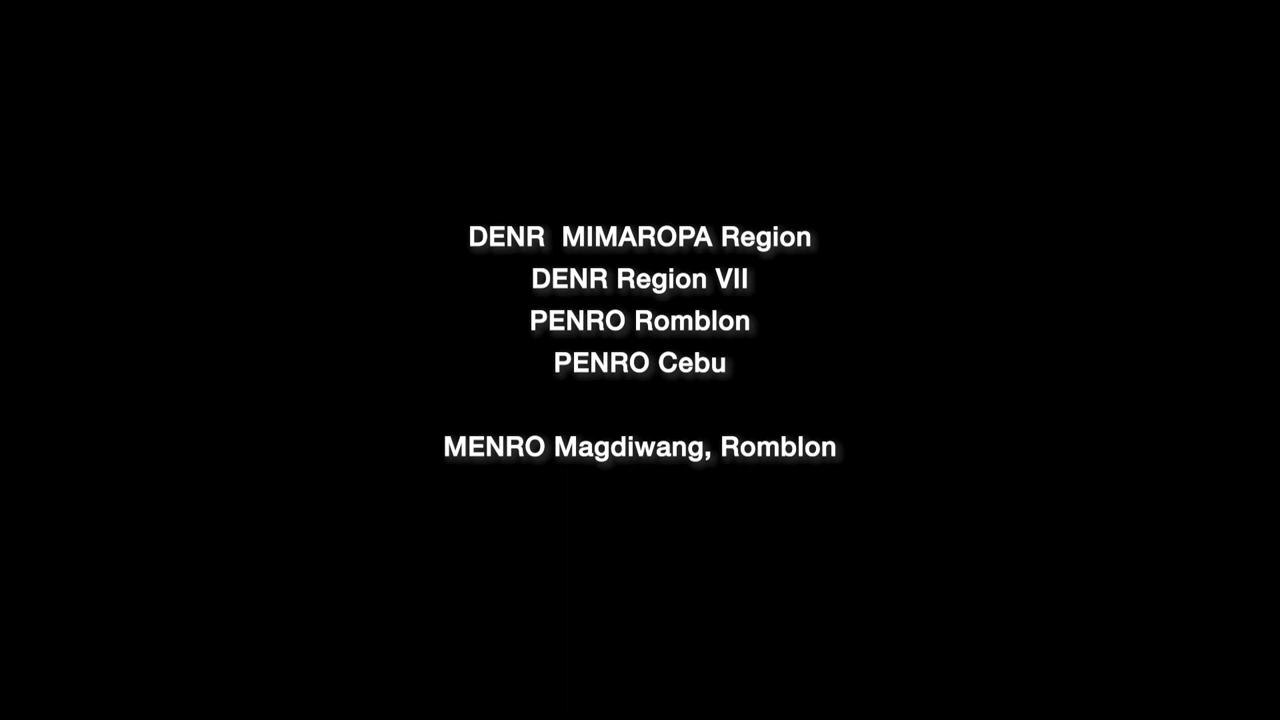 DENR  MIMAROPA Region
DENR Region VII
PENRO Romblon
PENRO Cebu
MENRO Magdiwang, Romblon